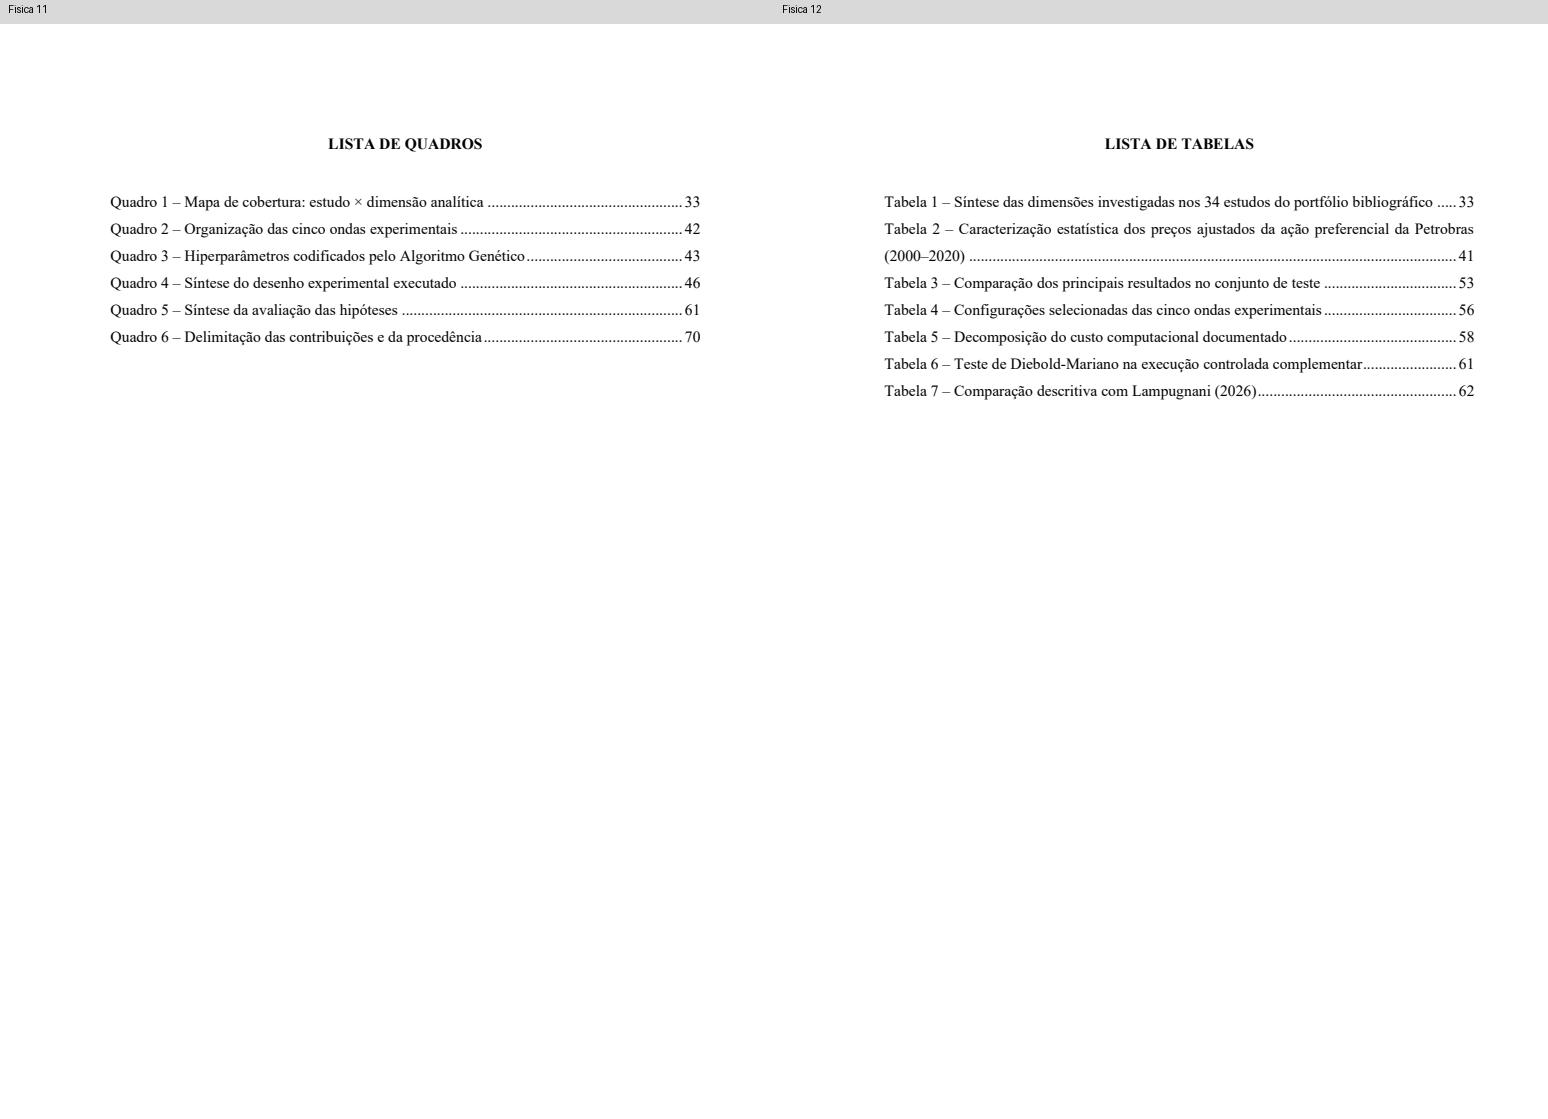 Fisica 11
LISTA DE QUADROS
Quadro 1 – Mapa de cobertura: estudo × dimensão analítica .................................................. 33
Quadro 2 – Organização das cinco ondas experimentais ......................................................... 42
Quadro 3 – Hiperparâmetros codificados pelo Algoritmo Genético ........................................ 43
Quadro 4 – Síntese do desenho experimental executado ......................................................... 46
Quadro 5 – Síntese da avaliação das hipóteses ........................................................................ 61
Quadro 6 – Delimitação das contribuições e da procedência ................................................... 70
Fisica 12
LISTA DE TABELAS
Tabela 1 – Síntese das dimensões investigadas nos 34 estudos do portfólio bibliográfico ..... 33
Tabela 2 – Caracterização estatística dos preços ajustados da ação preferencial da Petrobras
(2000–2020) ............................................................................................................................. 41
Tabela 3 – Comparação dos principais resultados no conjunto de teste .................................. 53
Tabela 4 – Configurações selecionadas das cinco ondas experimentais .................................. 56
Tabela 5 – Decomposição do custo computacional documentado ........................................... 58
Tabela 6 – Teste de Diebold-Mariano na execução controlada complementar ........................ 61
Tabela 7 – Comparação descritiva com Lampugnani (2026) ................................................... 62